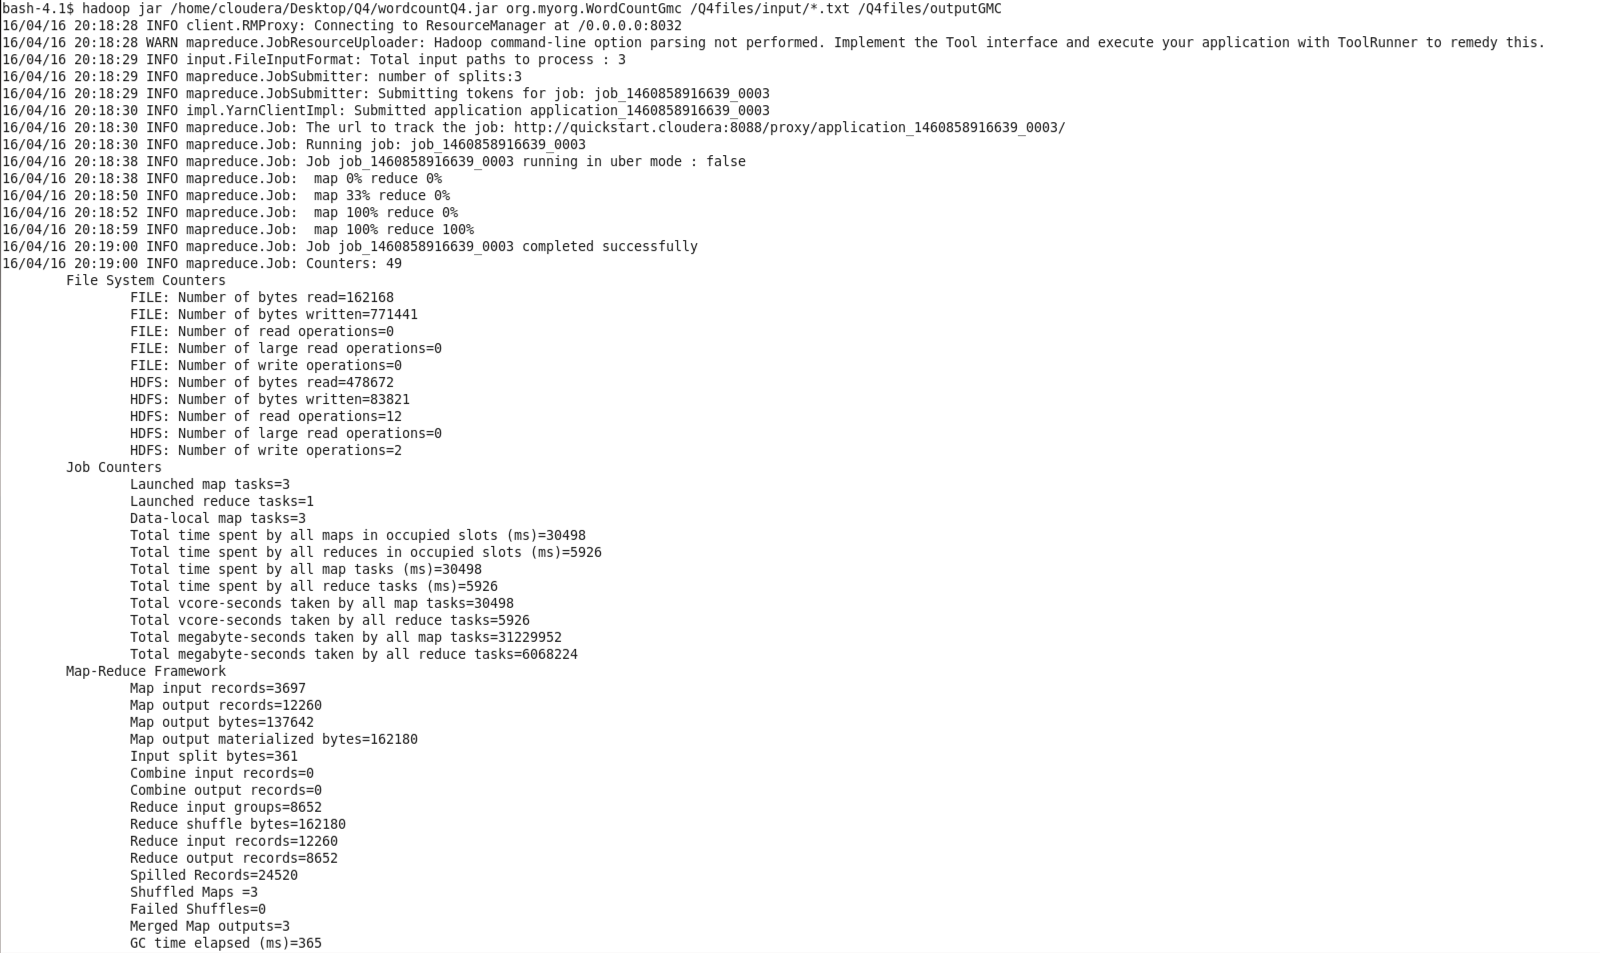 bash-4.1$ hadoop jar /home/cloudera/Desktop/Q4/wordcountQ4.jar org.myorg.WordCountGmc /Q4files/input/*.txt /Q4files/outputGMC
16/04/16 20:18:28 INFO client.RMProxy: Connecting to ResourceManager at /0.0.0.0:8032
16/04/16 20:18:28 WARN mapreduce.JobResourceUploader: Hadoop command-line option parsing not performed. Implement the Tool interface and execute your application with ToolRunner to remedy this.
16/04/16 20:18:29 INFO input.FileInputFormat: Total input paths to process : 3
16/04/16 20:18:29 INFO mapreduce.JobSubmitter: number of splits:3
16/04/16 20:18:29 INFO mapreduce.JobSubmitter: Submitting tokens for job: job_1460858916639_0003
16/04/16 20:18:30 INFO impl.YarnClientImpl: Submitted application application_1460858916639_0003
16/04/16 20:18:30 INFO mapreduce.Job: The url to track the job: http://quickstart.cloudera:8088/proxy/application_1460858916639_0003/
16/04/16 20:18:30 INFO mapreduce.Job: Running job: job_1460858916639_0003
16/04/16 20:18:38 INFO mapreduce.Job: Job job_1460858916639_0003 running in uber mode : false
16/04/16 20:18:38 INFO mapreduce.Job:  map 0% reduce 0%
16/04/16 20:18:50 INFO mapreduce.Job:  map 33% reduce 0%
16/04/16 20:18:52 INFO mapreduce.Job:  map 100% reduce 0%
16/04/16 20:18:59 INFO mapreduce.Job:  map 100% reduce 100%
16/04/16 20:19:00 INFO mapreduce.Job: Job job_1460858916639_0003 completed successfully
16/04/16 20:19:00 INFO mapreduce.Job: Counters: 49
File System Counters
FILE: Number of bytes read=162168
FILE: Number of bytes written=771441
FILE: Number of read operations=0
FILE: Number of large read operations=0
FILE: Number of write operations=0
HDFS: Number of bytes read=478672
HDFS: Number of bytes written=83821
HDFS: Number of read operations=12
HDFS: Number of large read operations=0
HDFS: Number of write operations=2
Job Counters
Launched map tasks=3
Launched reduce tasks=1
Data-local map tasks=3
Total time spent by all maps in occupied slots (ms)=30498
Total time spent by all reduces in occupied slots (ms)=5926
Total time spent by all map tasks (ms)=30498
Total time spent by all reduce tasks (ms)=5926
Total vcore-seconds taken by all map tasks=30498
Total vcore-seconds taken by all reduce tasks=5926
Total megabyte-seconds taken by all map tasks=31229952
Total megabyte-seconds taken by all reduce tasks=6068224
Map-Reduce Framework
Map input records=3697
Map output records=12260
Map output bytes=137642
Map output materialized bytes=162180
Input split bytes=361
Combine input records=0
Combine output records=0
Reduce input groups=8652
Reduce shuffle bytes=162180
Reduce input records=12260
Reduce output records=8652
Spilled Records=24520
Shuffled Maps =3
Failed Shuffles=0
Merged Map outputs=3
GC time elapsed (ms)=365